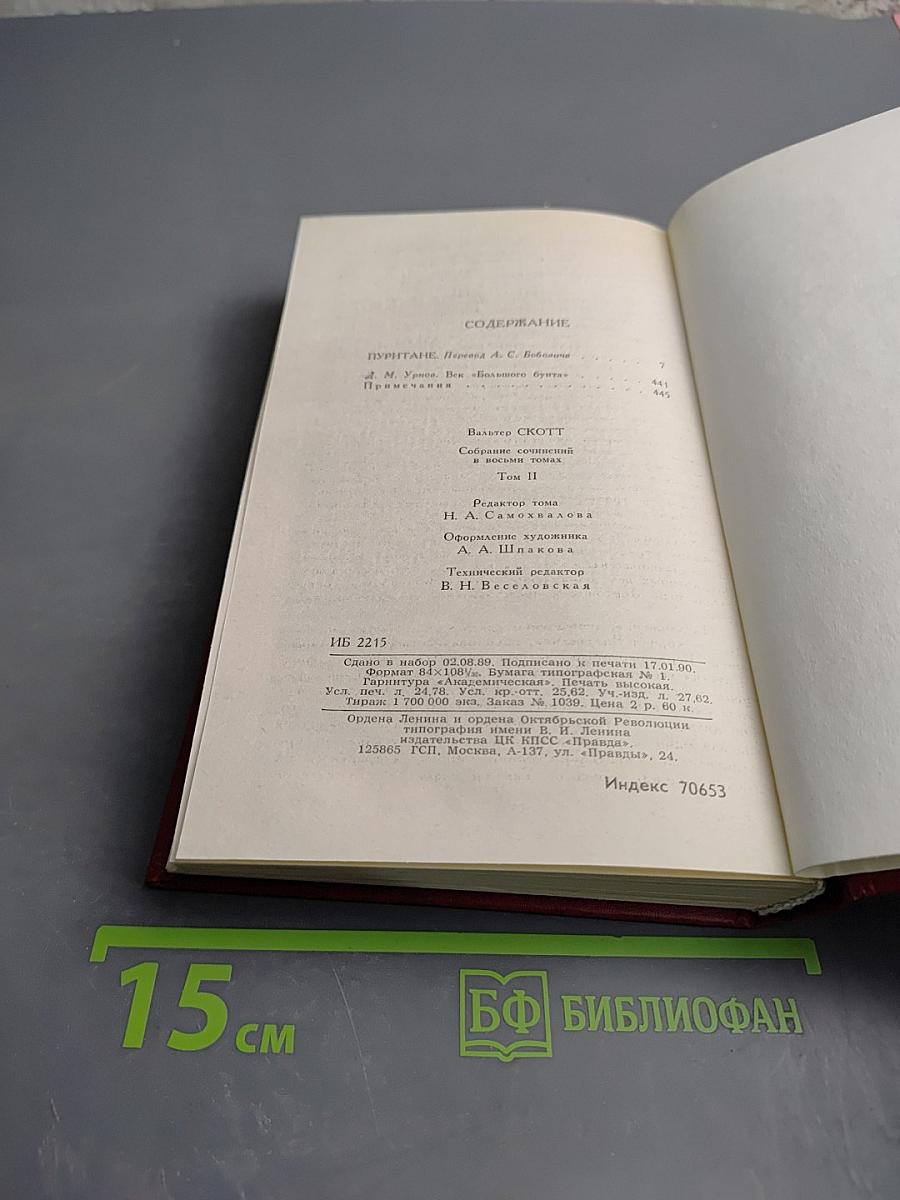 СОДЕРЖАНИЕ
ПУРИТАНЕ. Перевод А. С. Бобовича . . . . . 7
Д. М. Урнов. Век «Большого бунта» . . . . . 441
Примечания . . . . . . . . . . 445
Вальтер СКОТТ
Собрание сочинений
в восьми томах
Том II
Редактор тома
Н. А. Самохвалова
Оформление художника
А. А. Шпакова
Технический редактор
В. Н. Веселовская
ИБ 2215
Сдано в набор 02.08.89. Подписано к печати 17.01.90.
Формат 84×108¹/₃₂. Бумага типографская № 1.
Гарнитура «Академическая». Печать высокая.
Усл. печ. л. 24,78. Усл. кр.-отт. 25,62. Уч.-изд. л. 27,62.
Тираж 1 700 000 экз. Заказ № 1039. Цена 2 р. 60 к.
Ордена Ленина и ордена Октябрьской Революции
типография имени В. И. Ленина
издательства ЦК КПСС «Правда».
125865 ГСП, Москва, А-137, ул. «Правды», 24.
Индекс 70653
15 см
БФ БИБЛИОФАН